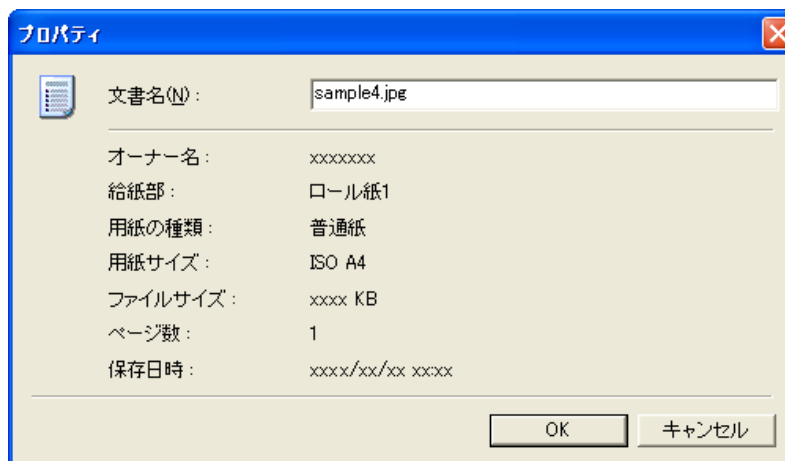 プロパティ
文書名(N) : sample4.jpg
オーナー名 : xxxxxxx
給紙部 : ロール紙1
用紙の種類 : 普通紙
用紙サイズ : ISO A4
ファイルサイズ : xxxx KB
ページ数 : 1
保存日時 : xxxx/xx/xx xx:xx
OK キャンセル